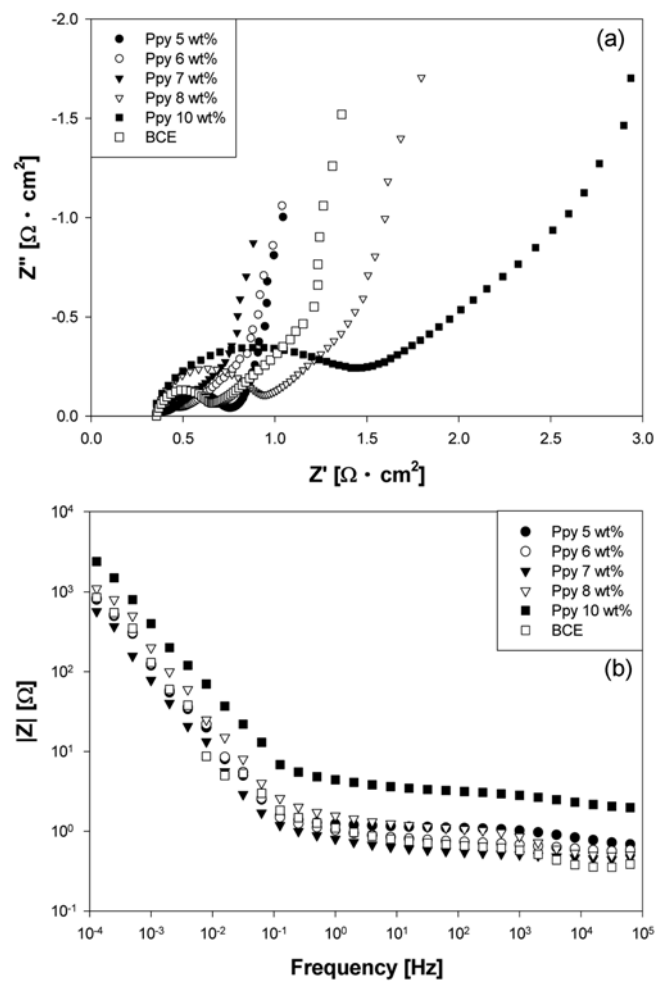 (a)
Ppy 5 wt%
Ppy 6 wt%
Ppy 7 wt%
Ppy 8 wt%
Ppy 10 wt%
BCE
-2.0
-1.5
-1.0
-0.5
0.0
Z'' [Ω · cm²]
0.0 0.5 1.0 1.5 2.0 2.5 3.0
Z' [Ω · cm²]
Ppy 5 wt%
Ppy 6 wt%
Ppy 7 wt%
Ppy 8 wt%
Ppy 10 wt%
BCE
(b)
10⁴
10³
10²
10¹
10⁰
10⁻¹
|Z| [Ω]
10⁻⁴ 10⁻³ 10⁻² 10⁻¹ 10⁰ 10¹ 10² 10³ 10⁴ 10⁵
Frequency [Hz]